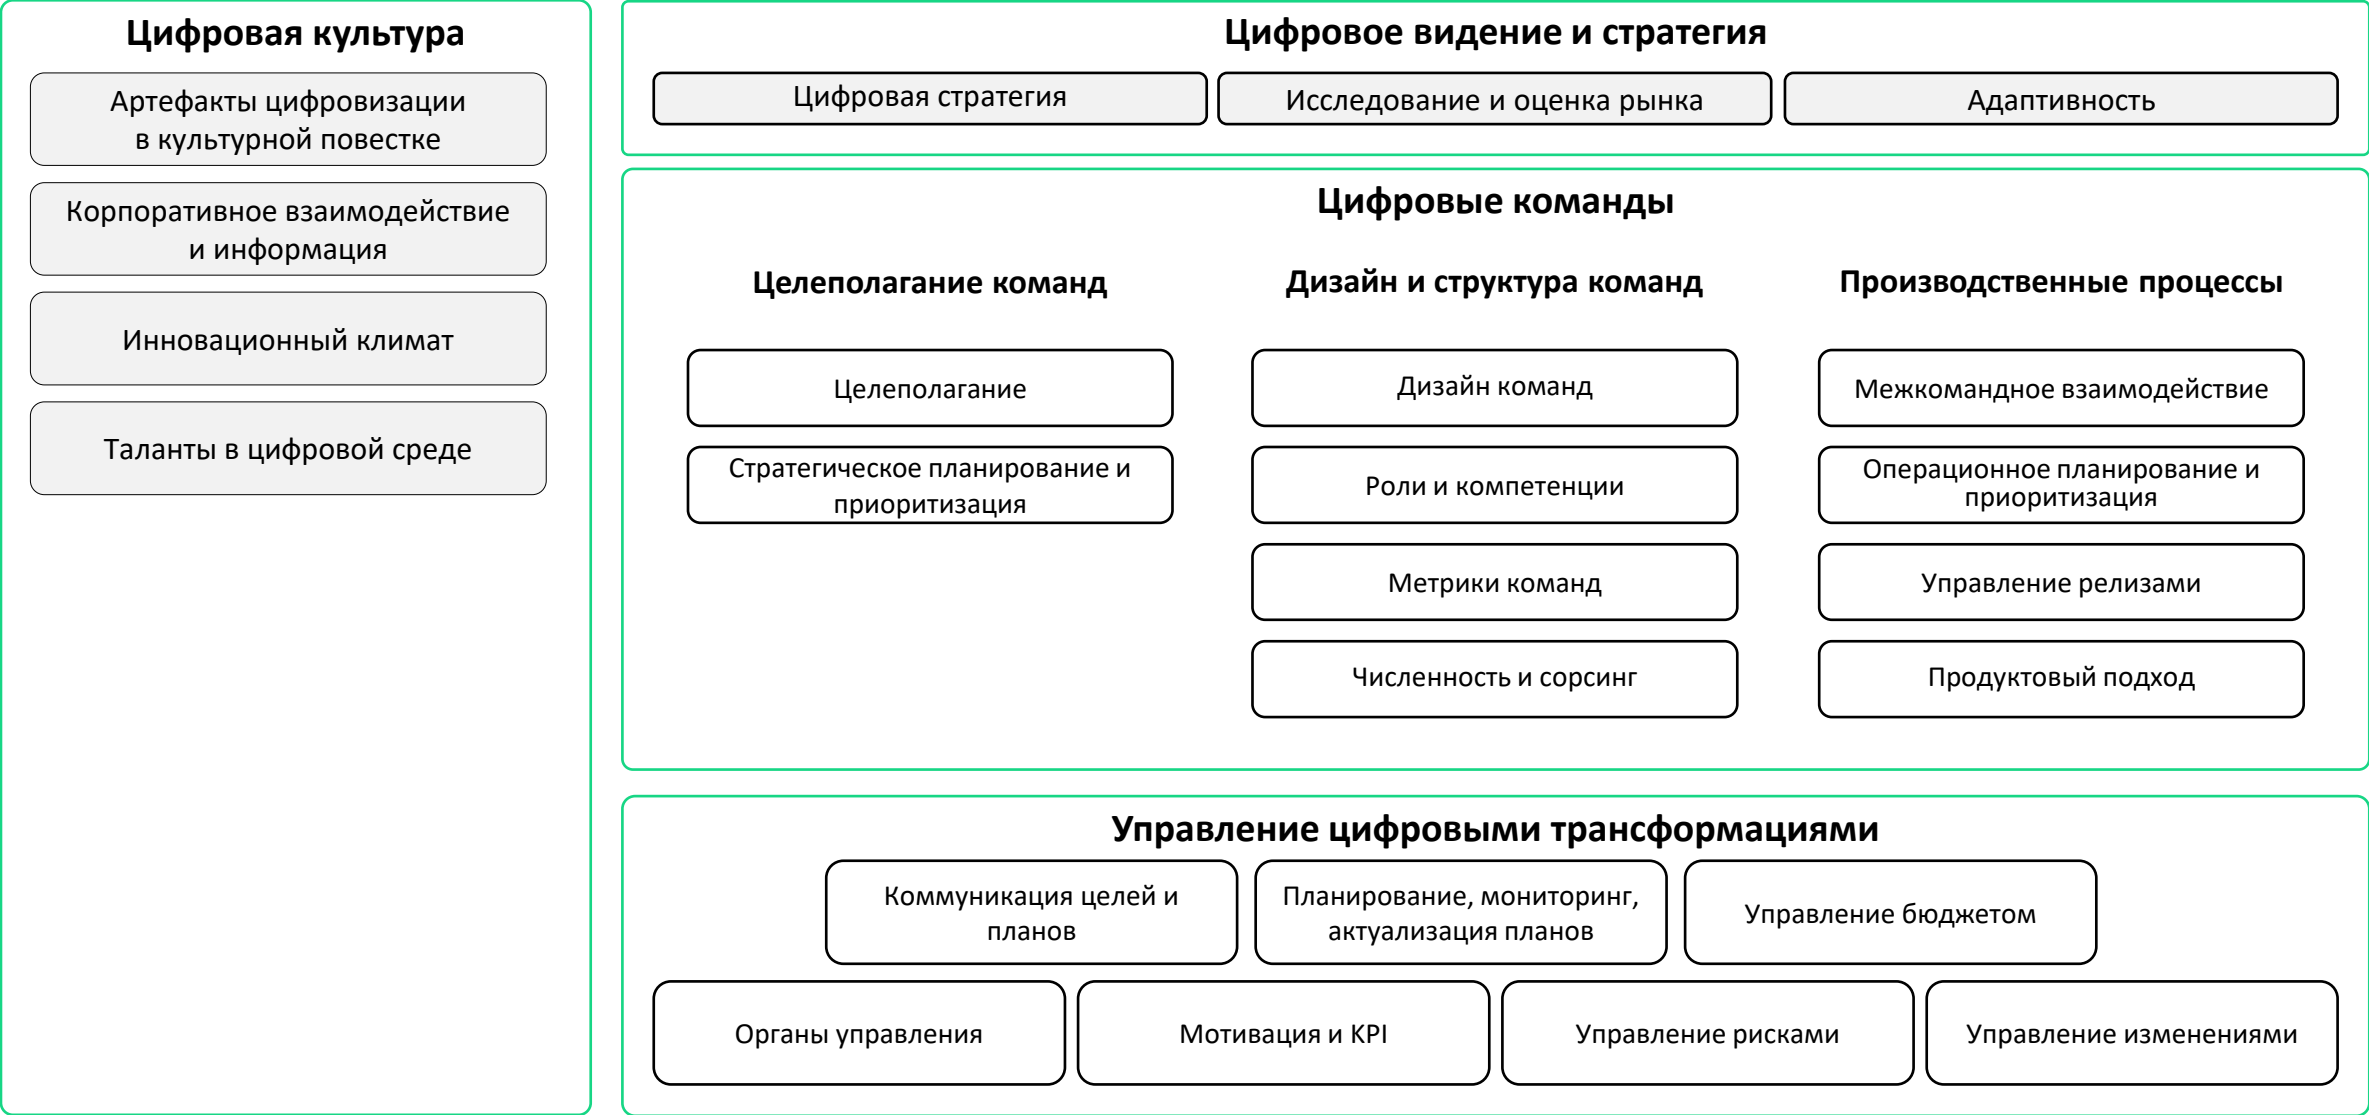 Цифровая культура
Артефакты цифровизации
в культурной повестке
Корпоративное взаимодействие
и информация
Инновационный климат
Таланты в цифровой среде
Цифровое видение и стратегия
Цифровая стратегия
Исследование и оценка рынка
Адаптивность
Цифровые команды
Целеполагание команд
Целеполагание
Стратегическое планирование и
приоритизация
Дизайн и структура команд
Дизайн команд
Роли и компетенции
Метрики команд
Численность и сорсинг
Производственные процессы
Межкомандное взаимодействие
Операционное планирование и
приоритизация
Управление релизами
Продуктовый подход
Управление цифровыми трансформациями
Коммуникация целей и
планов
Планирование, мониторинг,
актуализация планов
Управление бюджетом
Органы управления
Мотивация и KPI
Управление рисками
Управление изменениями